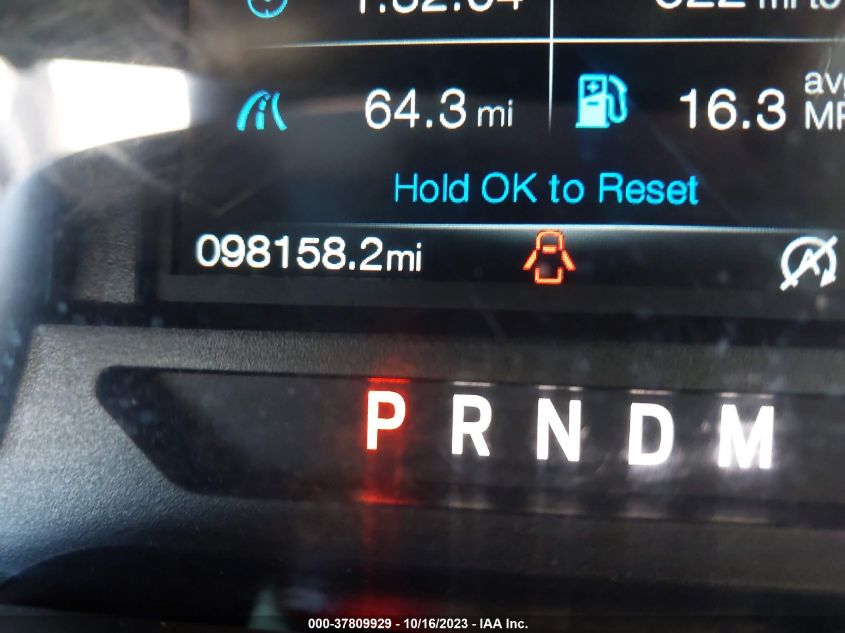 64.3 mi
16.3
Hold OK to Reset
098158.2mi
P R N D M
000-37809929 - 10/16/2023 - IAA Inc.